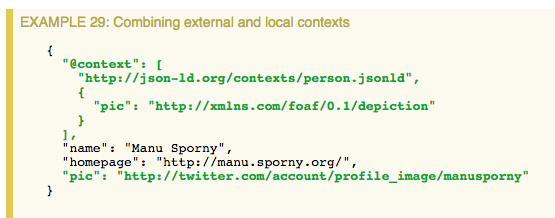 EXAMPLE 29: Combining external and local contexts
{
  "@context": [
    "http://json-ld.org/contexts/person.jsonld",
    {
      "pic": "http://xmlns.com/foaf/0.1/depiction"
    }
  ],
  "name": "Manu Sporny",
  "homepage": "http://manu.sporny.org/",
  "pic": "http://twitter.com/account/profile_image/manusporny"
}